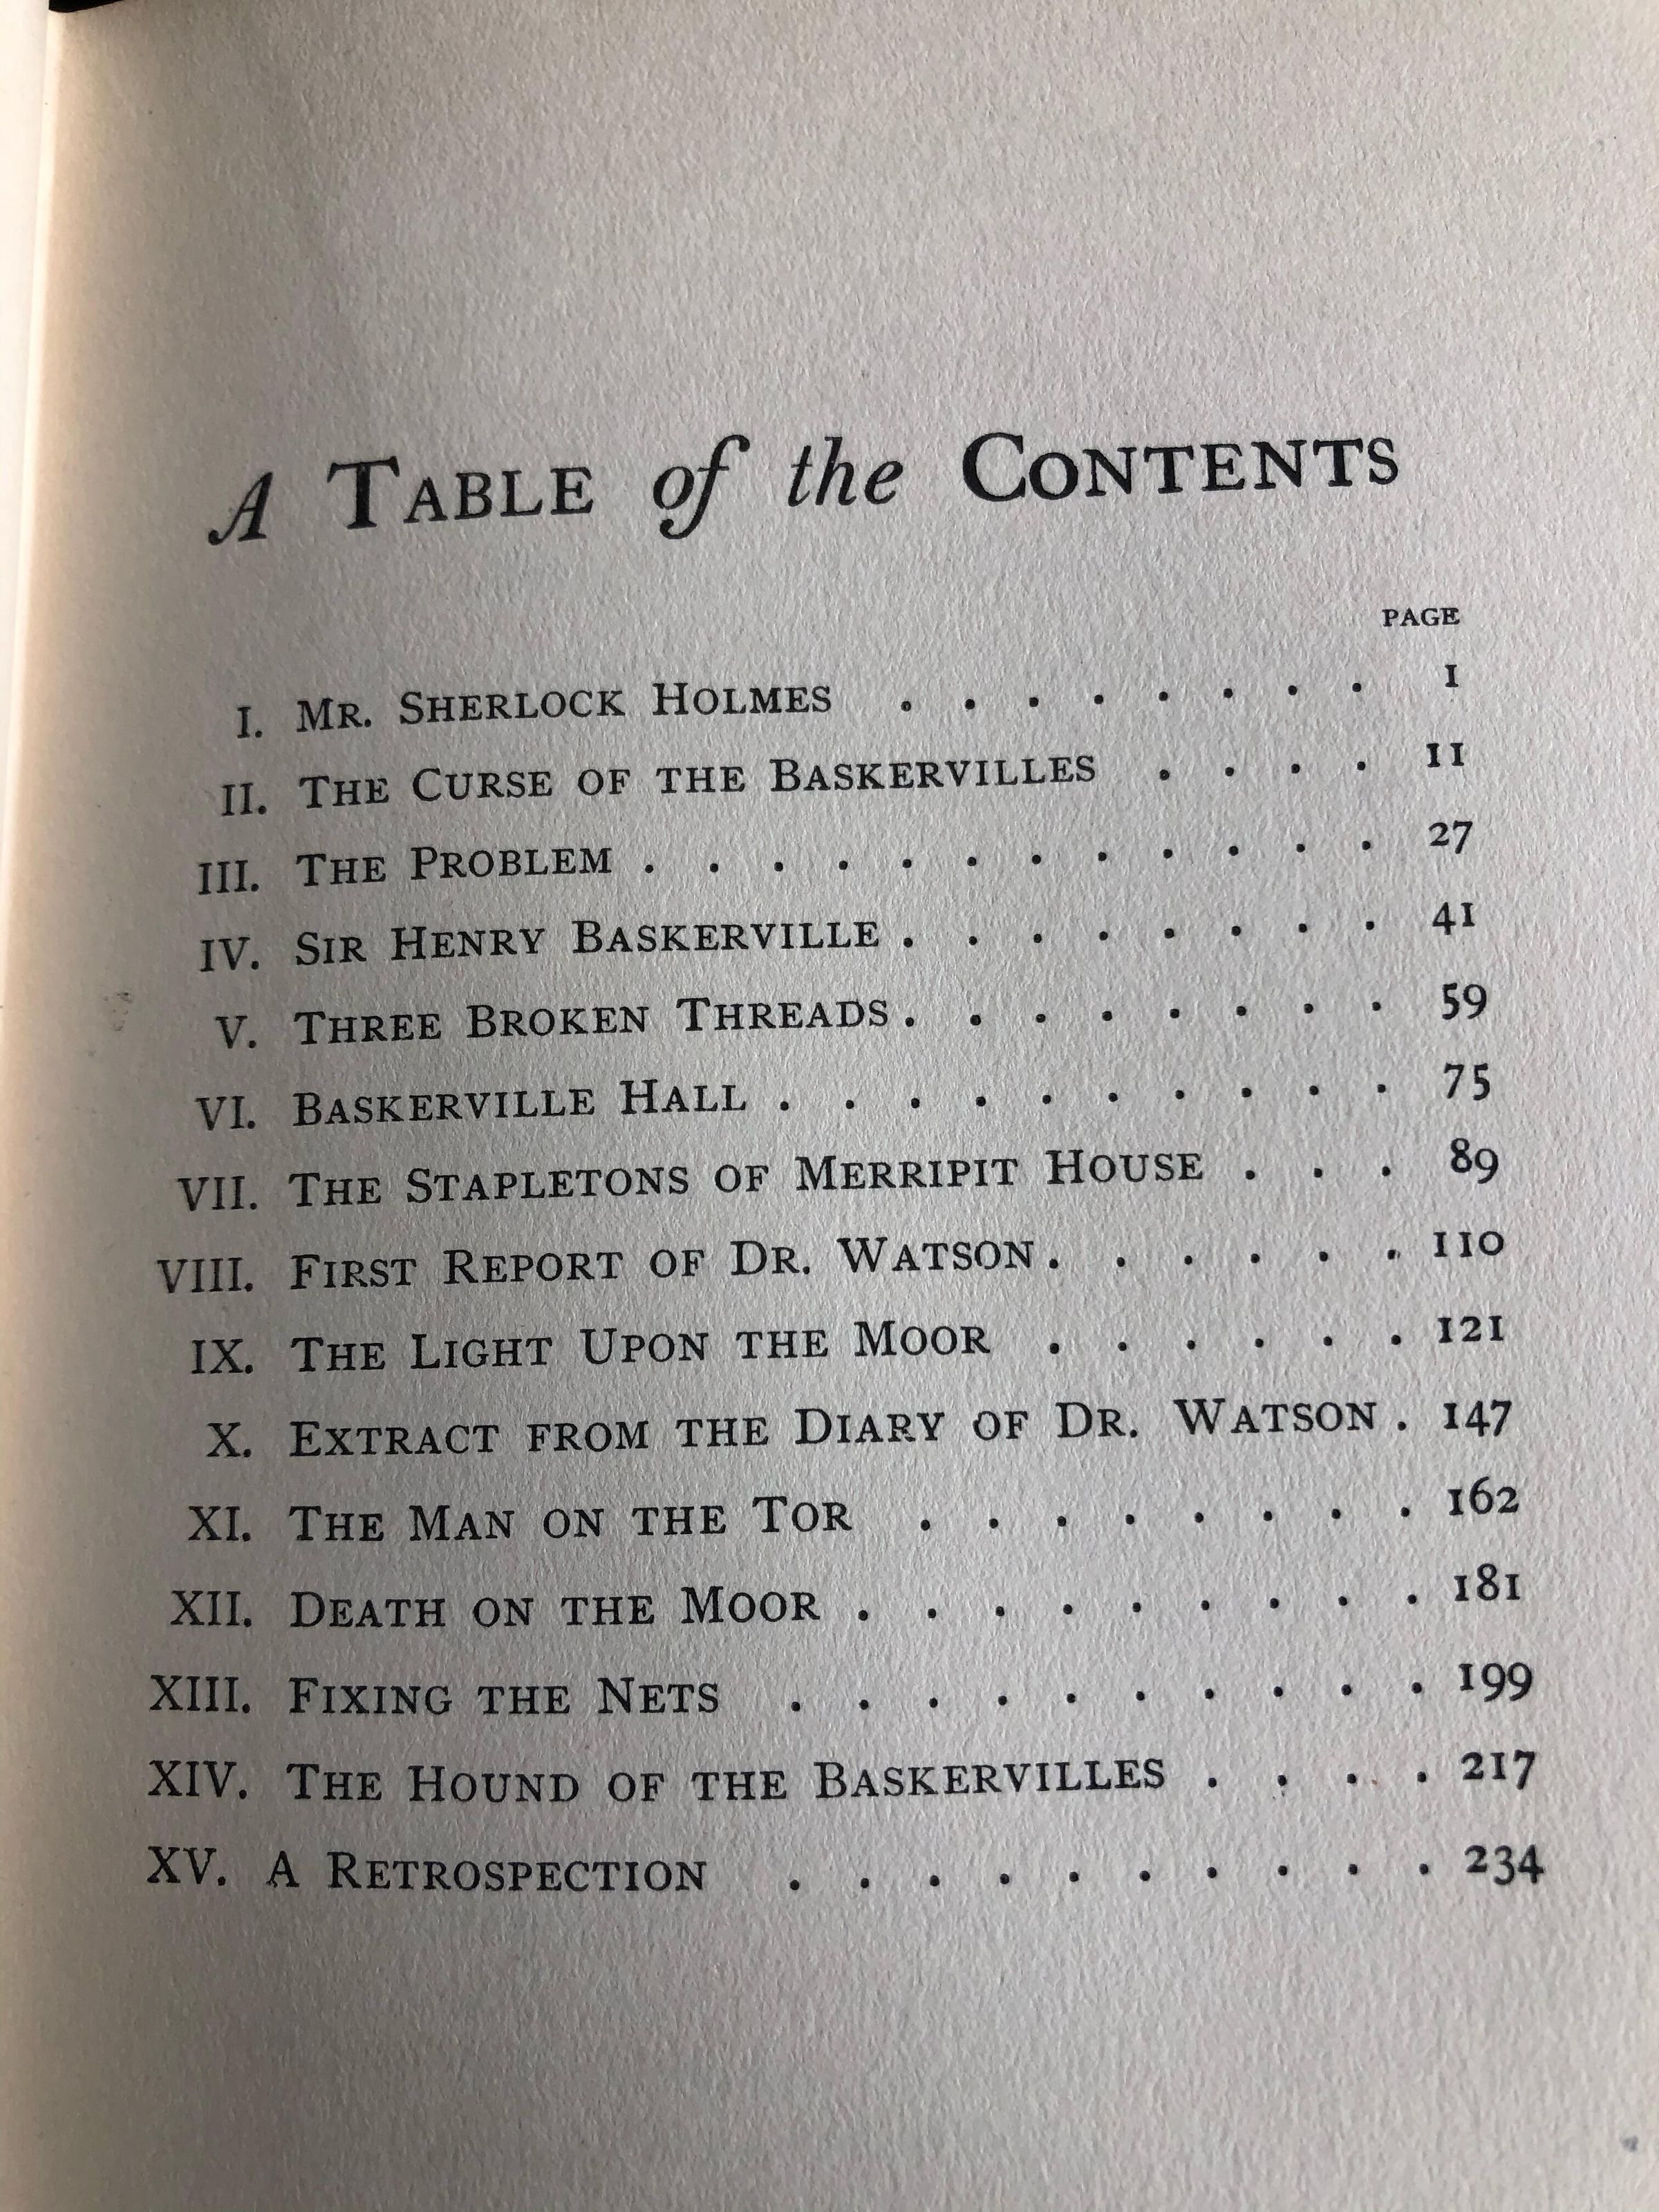 A Table of the Contents
PAGE
I. Mr. Sherlock Holmes . . . . . . . . 1
II. The Curse of the Baskervilles . . . . 11
III. The Problem . . . . . . . . . . . . 27
IV. Sir Henry Baskerville . . . . . . . . 41
V. Three Broken Threads . . . . . . . . 59
VI. Baskerville Hall . . . . . . . . . . 75
VII. The Stapletons of Merripit House . . . 89
VIII. First Report of Dr. Watson . . . . . . 110
IX. The Light Upon the Moor . . . . . . 121
X. Extract from the Diary of Dr. Watson . 147
XI. The Man on the Tor . . . . . . . . 162
XII. Death on the Moor . . . . . . . . . 181
XIII. Fixing the Nets . . . . . . . . . . 199
XIV. The Hound of the Baskervilles . . . . 217
XV. A Retrospection . . . . . . . . . . 234